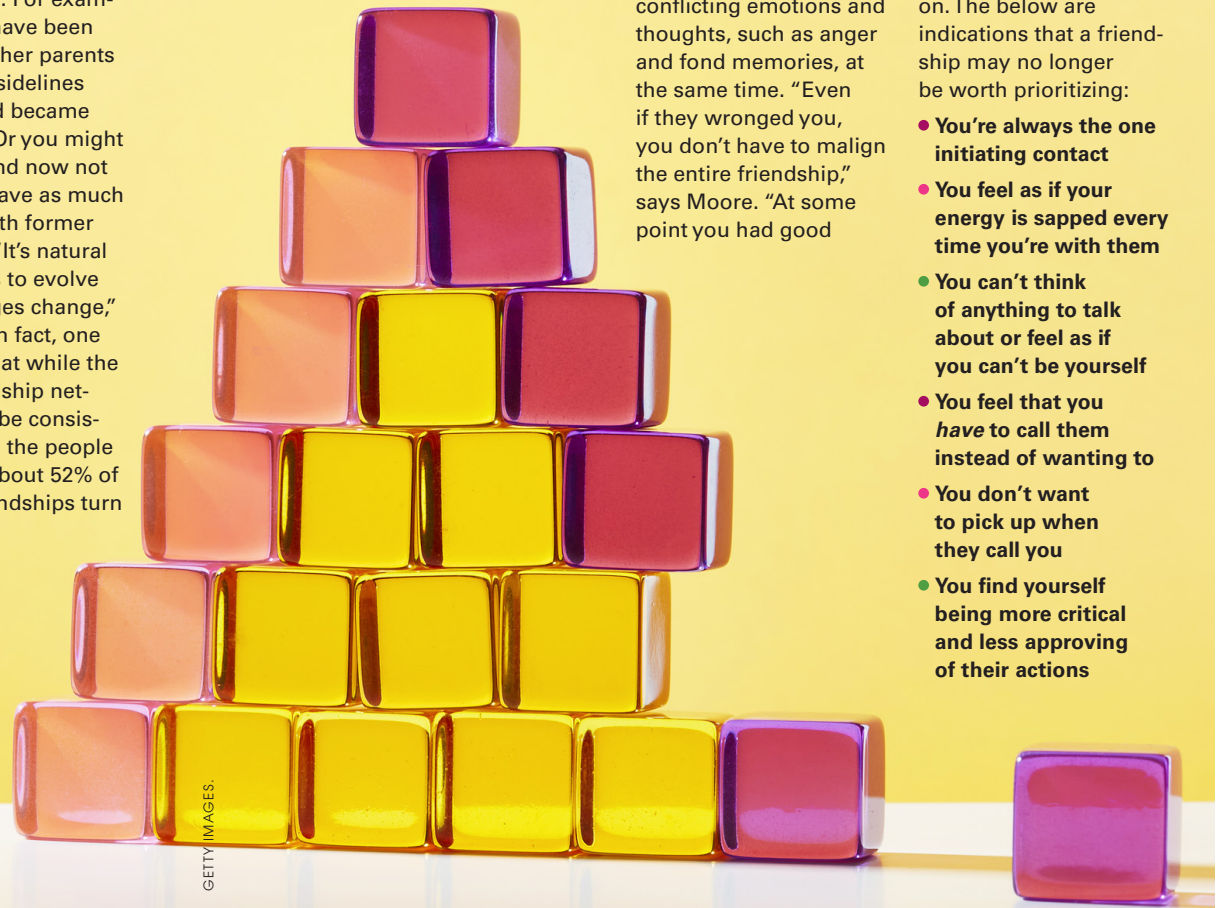 . For exam-
have been
her parents
sidelines
d became
Or you might
nd now not
ave as much
th former
“It’s natural
s to evolve
ges change,”
n fact, one
at while the
ship net-
be consis-
the people
bout 52% of
ndships turn
conflicting emotions and
thoughts, such as anger
and fond memories, at
the same time. “Even
if they wronged you,
you don’t have to malign
the entire friendship,”
says Moore. “At some
point you had good
on. The below are
indications that a friend-
ship may no longer
be worth prioritizing:
● You’re always the one
initiating contact
● You feel as if your
energy is sapped every
time you’re with them
● You can’t think
of anything to talk
about or feel as if
you can’t be yourself
● You feel that you
have to call them
instead of wanting to
● You don’t want
to pick up when
they call you
● You find yourself
being more critical
and less approving
of their actions
GETTY IMAGES.